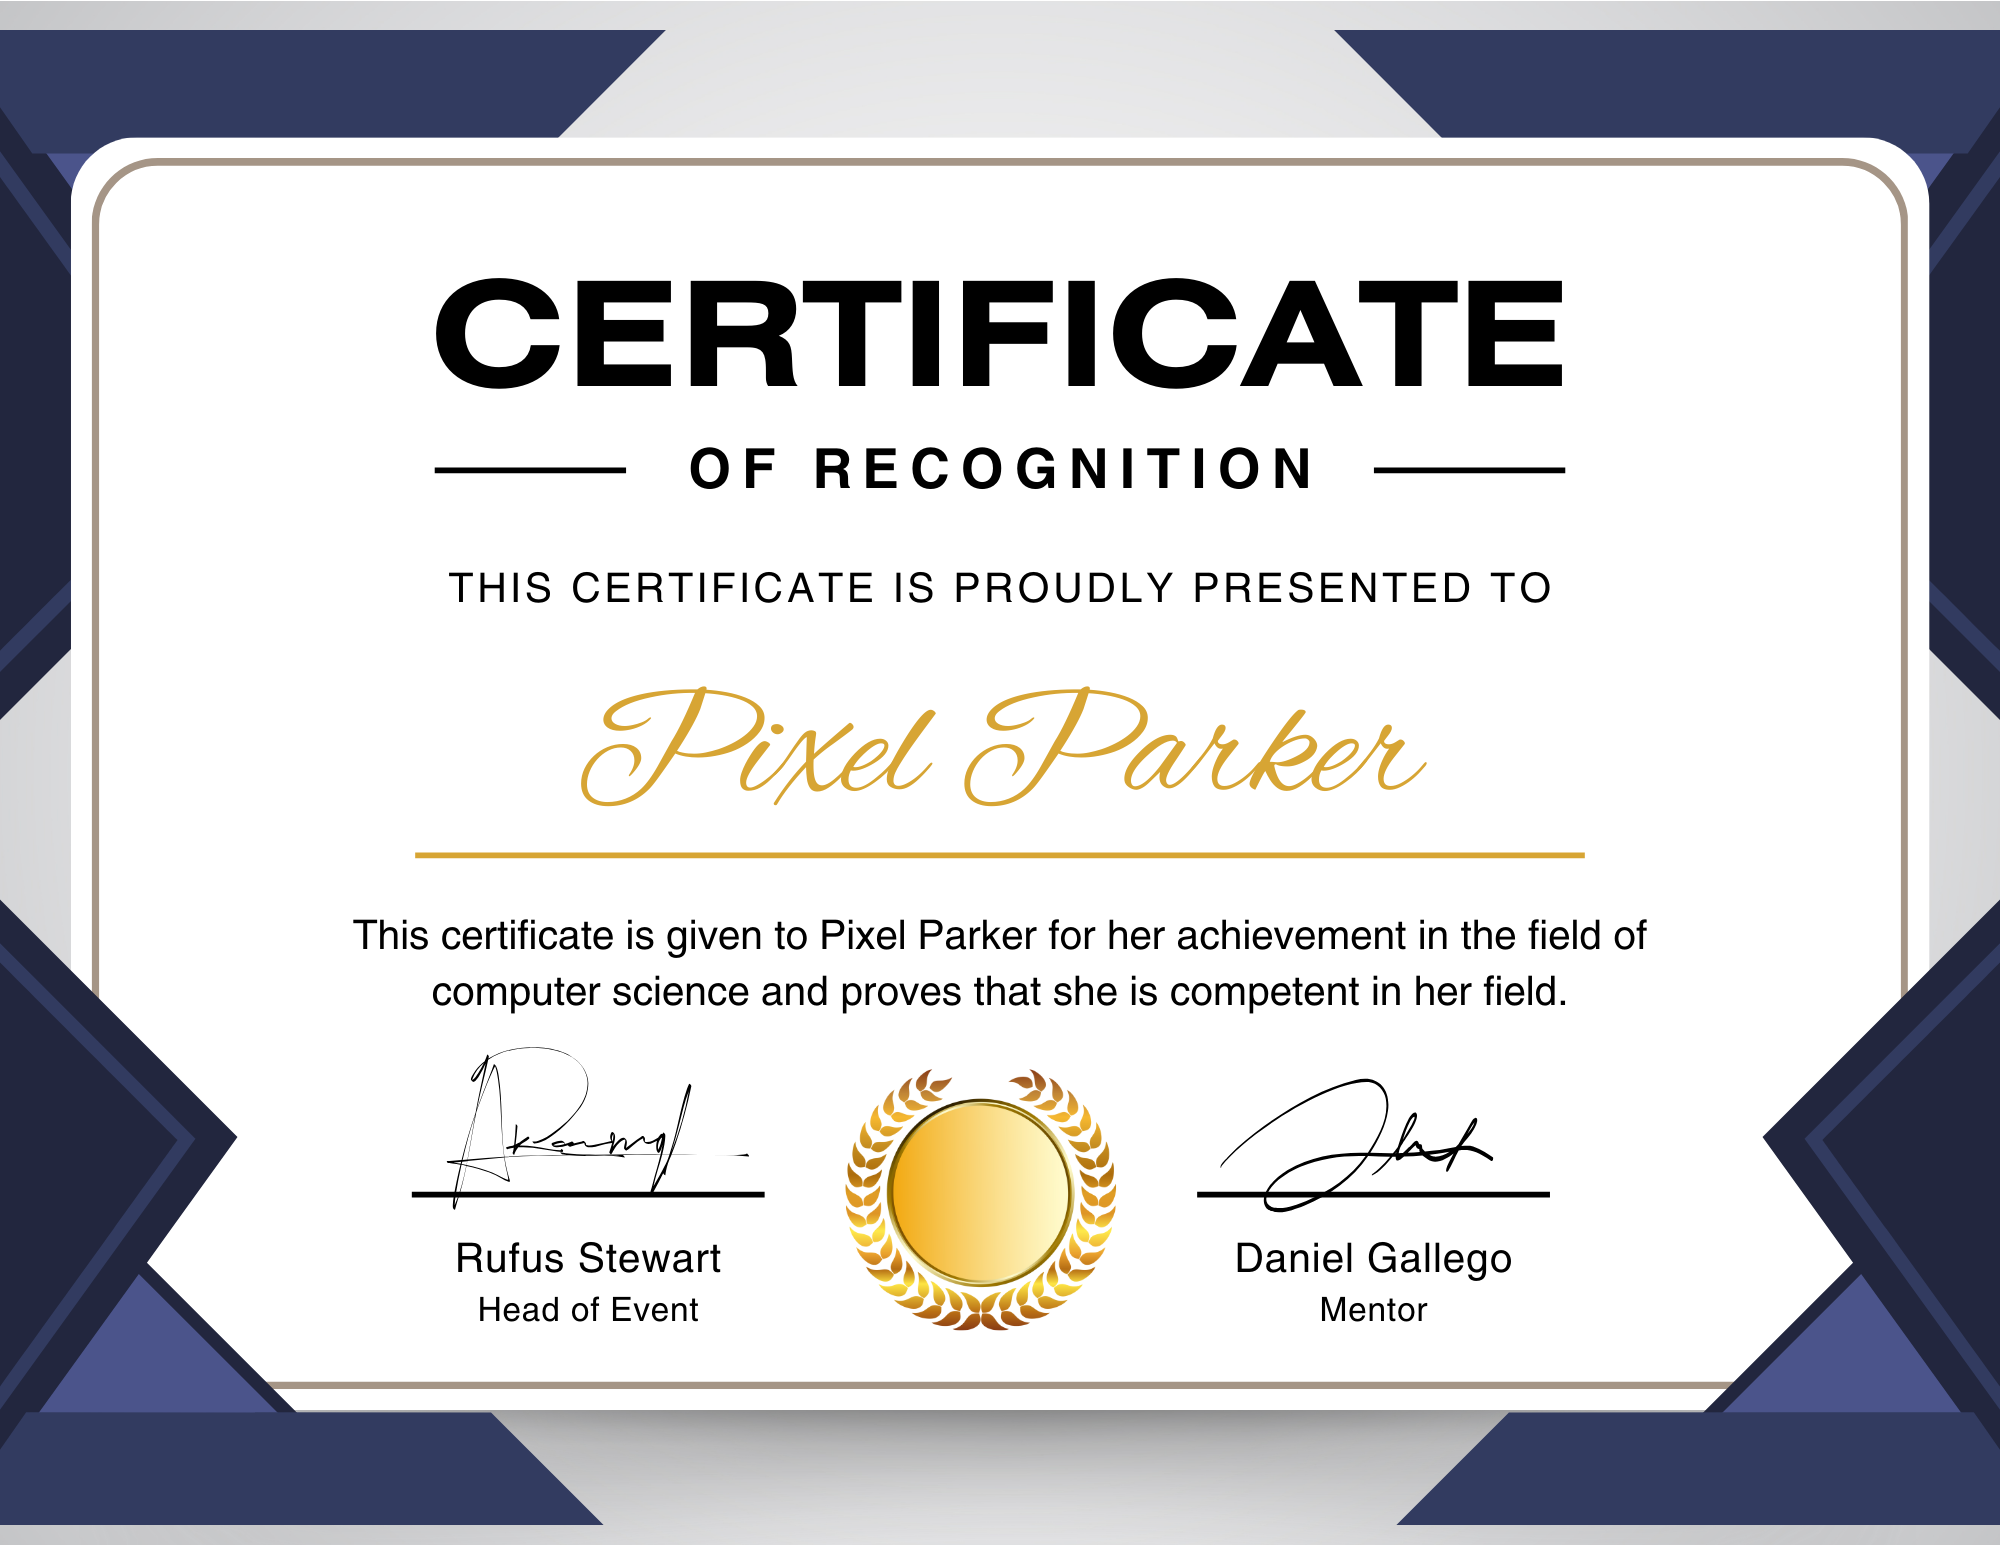 CERTIFICATE
OF RECOGNITION
THIS CERTIFICATE IS PROUDLY PRESENTED TO
Pixel Parker
This certificate is given to Pixel Parker for her achievement in the field of
computer science and proves that she is competent in her field.
Rufus Stewart
Head of Event
Daniel Gallego
Mentor